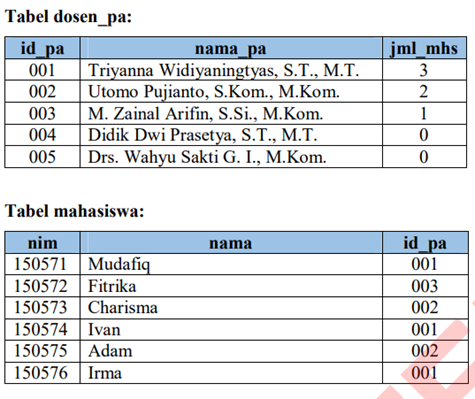 Tabel dosen_pa:
id_pa nama_pa jml_mhs
001 Triyanna Widiyaningtyas, S.T., M.T. 3
002 Utomo Pujianto, S.Kom., M.Kom. 2
003 M. Zainal Arifin, S.Si., M.Kom. 1
004 Didik Dwi Prasetya, S.T., M.T. 0
005 Drs. Wahyu Sakti G. I., M.Kom. 0
Tabel mahasiswa:
nim nama id_pa
150571 Mudafiq 001
150572 Fitrika 003
150573 Charisma 002
150574 Ivan 001
150575 Adam 002
150576 Irma 001